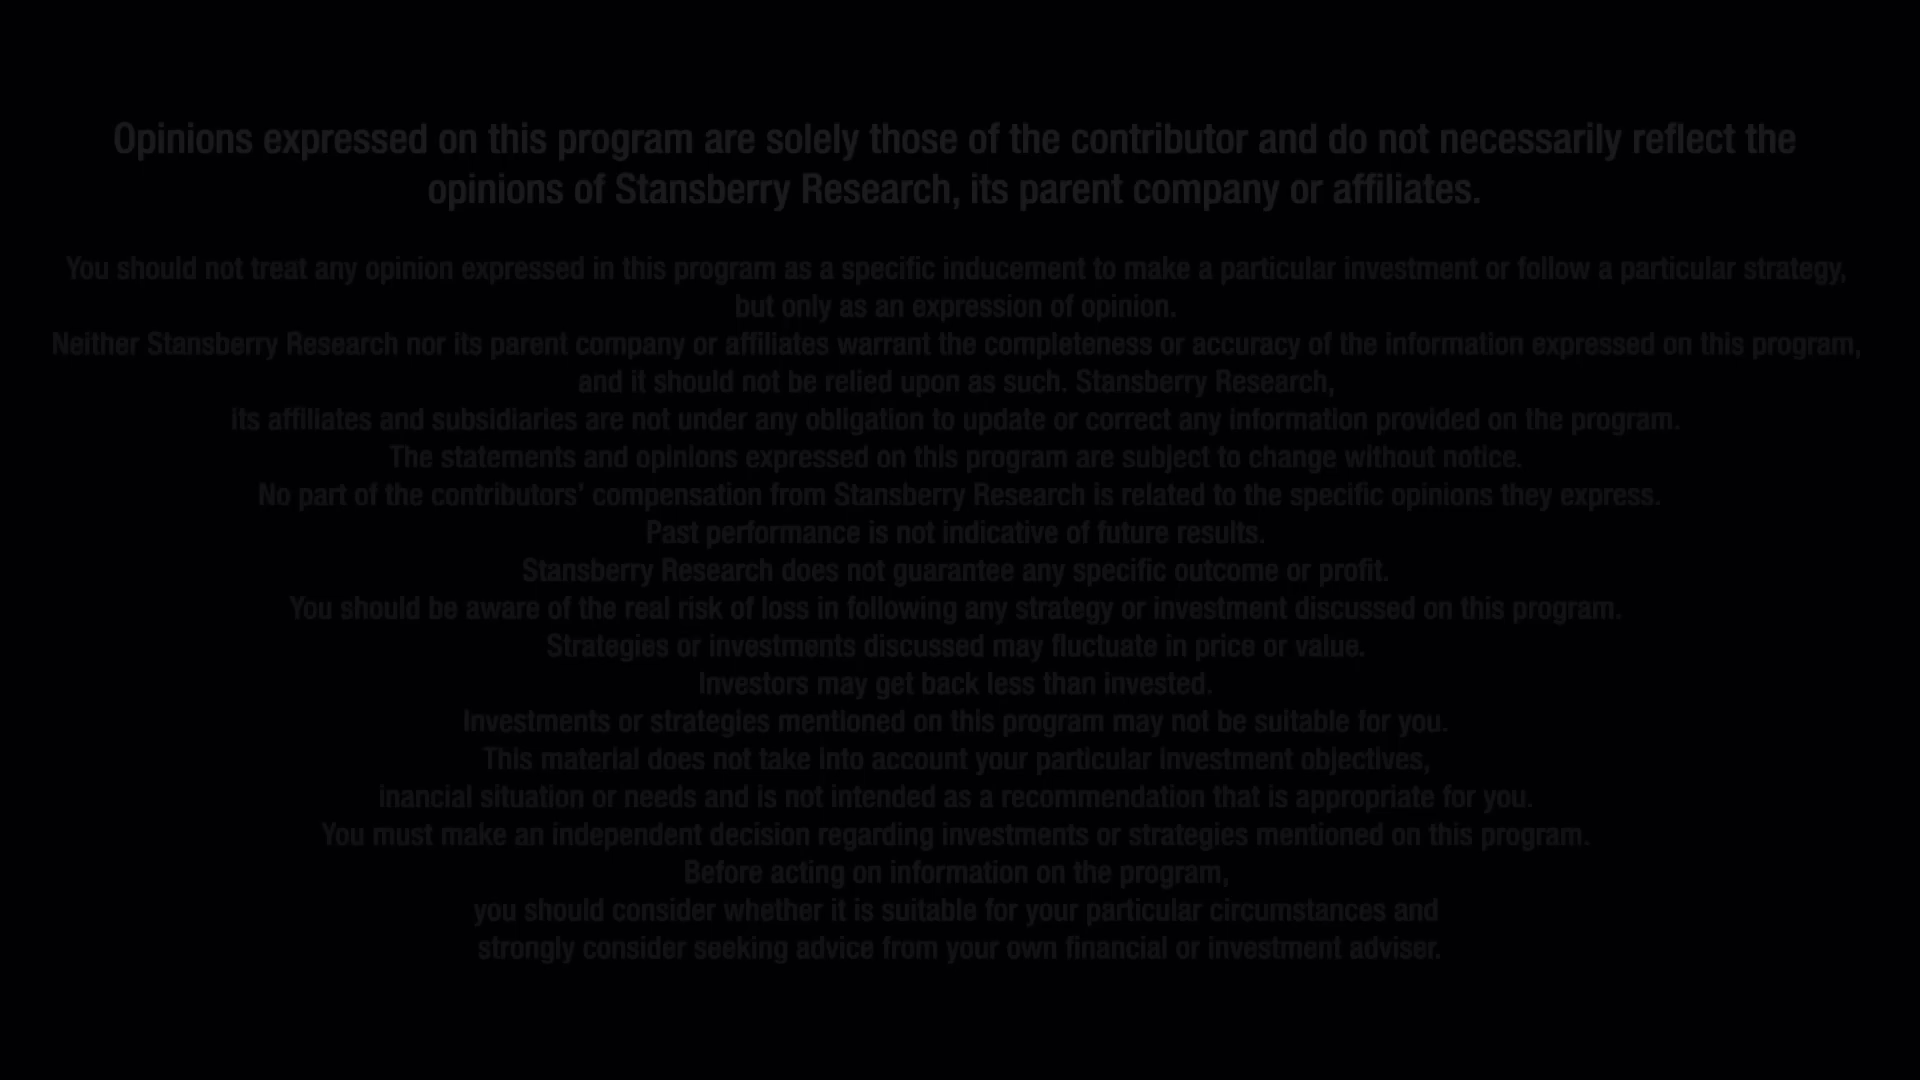 Opinions expressed on this program are solely those of the contributor and do not necessarily reflect the
opinions of Stansberry Research, its parent company or affiliates.
You should not treat any opinion expressed in this program as a specific inducement to make a particular investment or follow a particular strategy,
but only as an expression of opinion.
Neither Stansberry Research nor its parent company or affiliates warrant the completeness or accuracy of the information expressed on this program,
and it should not be relied upon as such. Stansberry Research,
its affiliates and subsidiaries are not under any obligation to update or correct any information provided on the program.
The statements and opinions expressed on this program are subject to change without notice.
No part of the contributors' compensation from Stansberry Research is related to the specific opinions they express.
Past performance is not indicative of future results.
Stansberry Research does not guarantee any specific outcome or profit.
You should be aware of the real risk of loss in following any strategy or investment discussed on this program.
Strategies or investments discussed may fluctuate in price or value.
Investors may get back less than invested.
Investments or strategies mentioned on this program may not be suitable for you.
This material does not take into account your particular investment objectives,
inancial situation or needs and is not intended as a recommendation that is appropriate for you.
You must make an independent decision regarding investments or strategies mentioned on this program.
Before acting on information on the program,
you should consider whether it is suitable for your particular circumstances and
strongly consider seeking advice from your own financial or investment adviser.